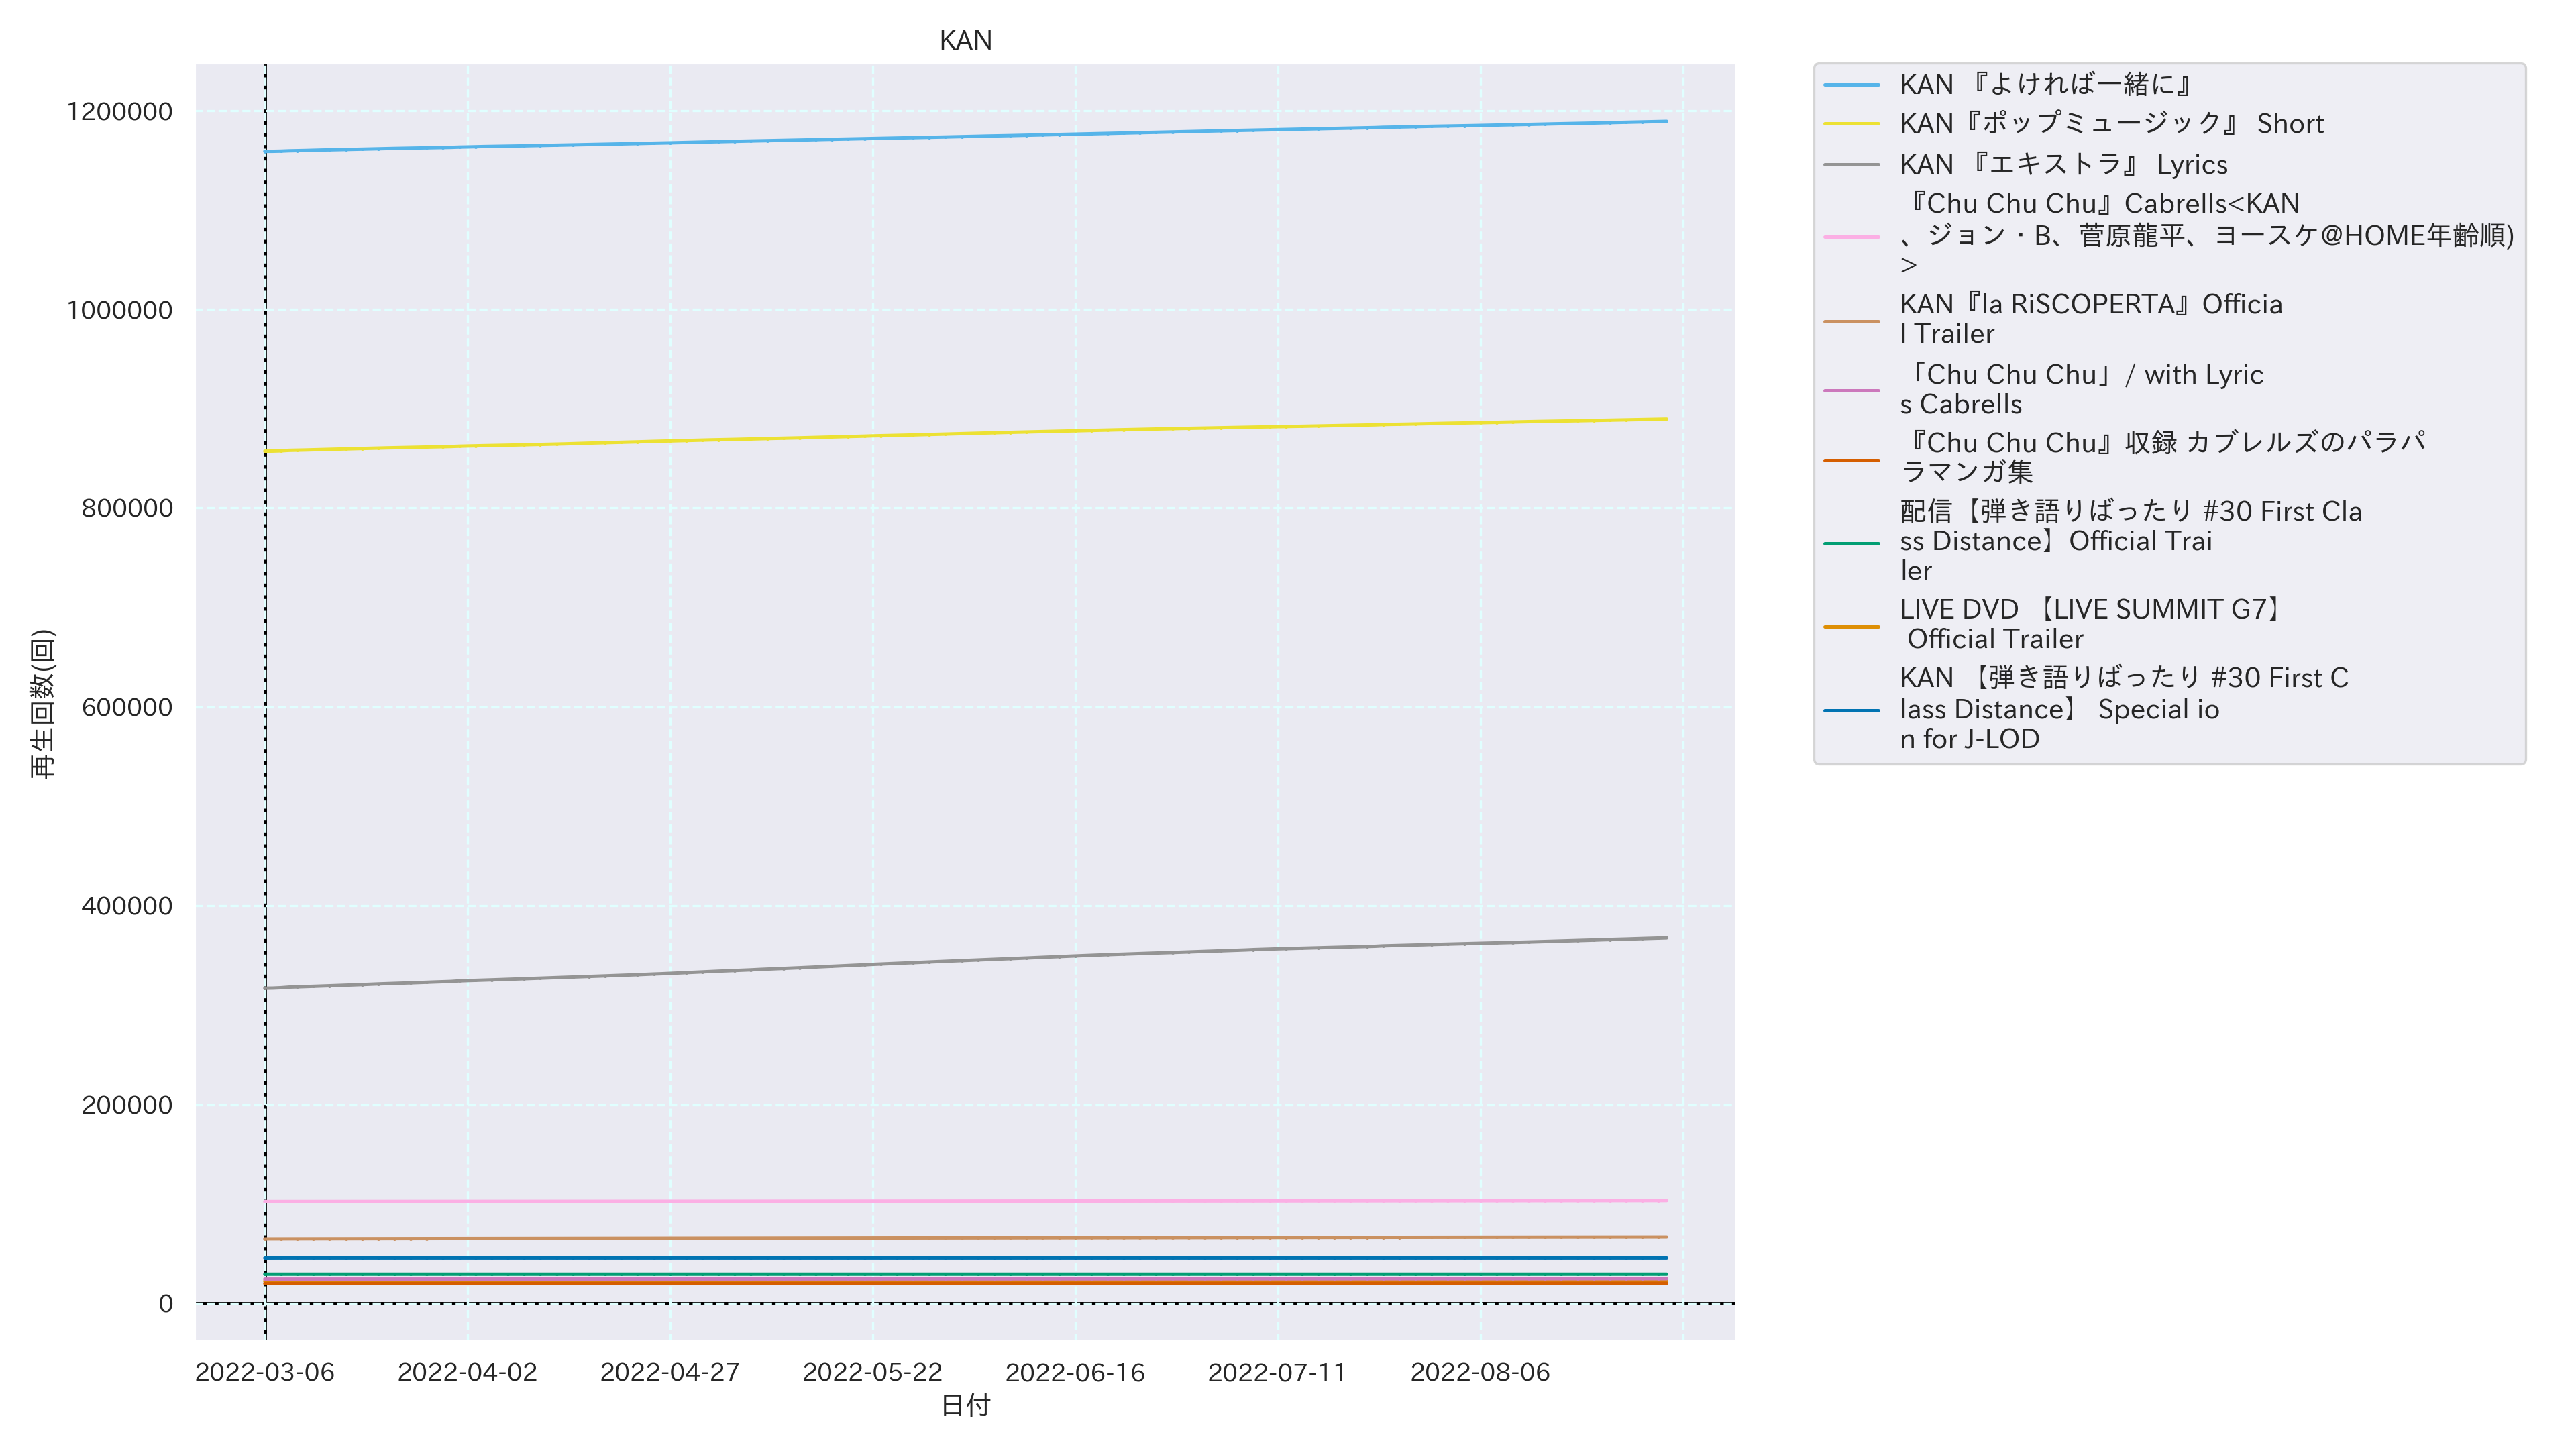 KAN
1200000
1000000
800000
600000
400000
200000
0
再生回数(回)
2022-03-06
2022-04-02
2022-04-27
2022-05-22
2022-06-16
2022-07-11
2022-08-06
日付
KAN 『よければ一緒に』
KAN『ポップミュージック』 Short
KAN 『エキストラ』 Lyrics
『Chu Chu Chu』Cabrells<KAN
、ジョン・B、菅原龍平、ヨースケ@HOME年齢順)
>
KAN『la RiSCOPERTA』Officia
l Trailer
「Chu Chu Chu」/ with Lyric
s Cabrells
『Chu Chu Chu』収録 カブレルズのパラパ
ラマンガ集
配信【弾き語りばったり #30 First Cla
ss Distance】Official Trai
ler
LIVE DVD 【LIVE SUMMIT G7】
Official Trailer
KAN 【弾き語りばったり #30 First C
lass Distance】 Special io
n for J-LOD